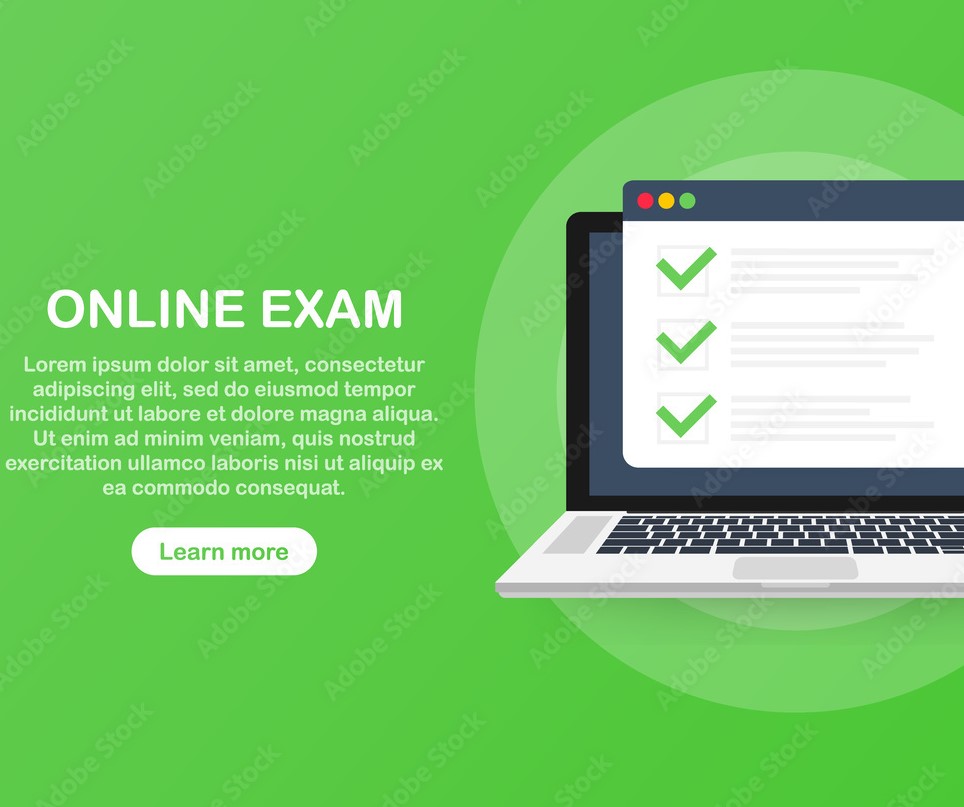 ONLINE EXAM
Lorem ipsum dolor sit amet, consectetur
adipiscing elit, sed do eiusmod tempor
incididunt ut labore et dolore magna aliqua.
Ut enim ad minim veniam, quis nostrud
exercitation ullamco laboris nisi ut aliquip ex
ea commodo consequat.
Learn more
Adobe Stock